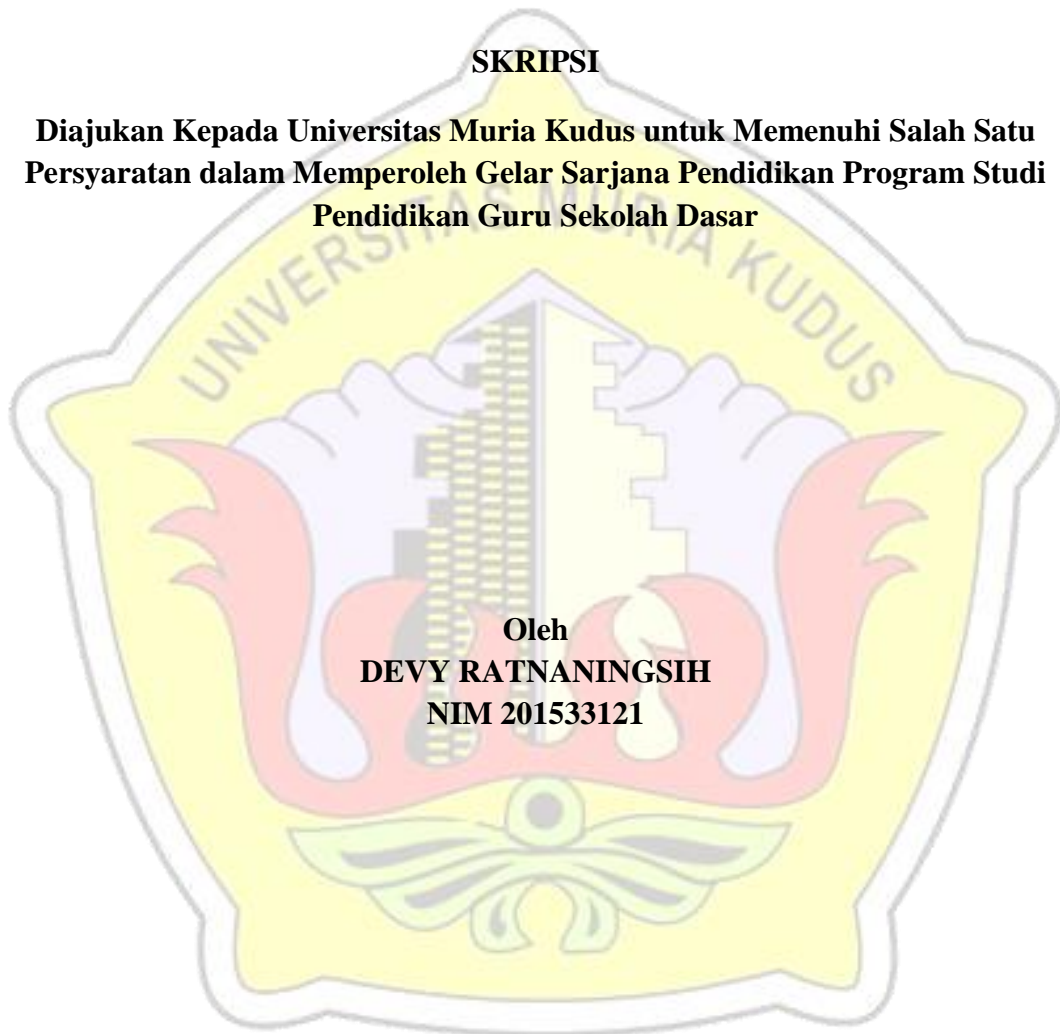 SKRIPSI
Diajukan Kepada Universitas Muria Kudus untuk Memenuhi Salah Satu
Persyaratan dalam Memperoleh Gelar Sarjana Pendidikan Program Studi
Pendidikan Guru Sekolah Dasar
UNIVERSITAS MURIA KUDUS
Oleh
DEVY RATNANINGSIH
NIM 201533121